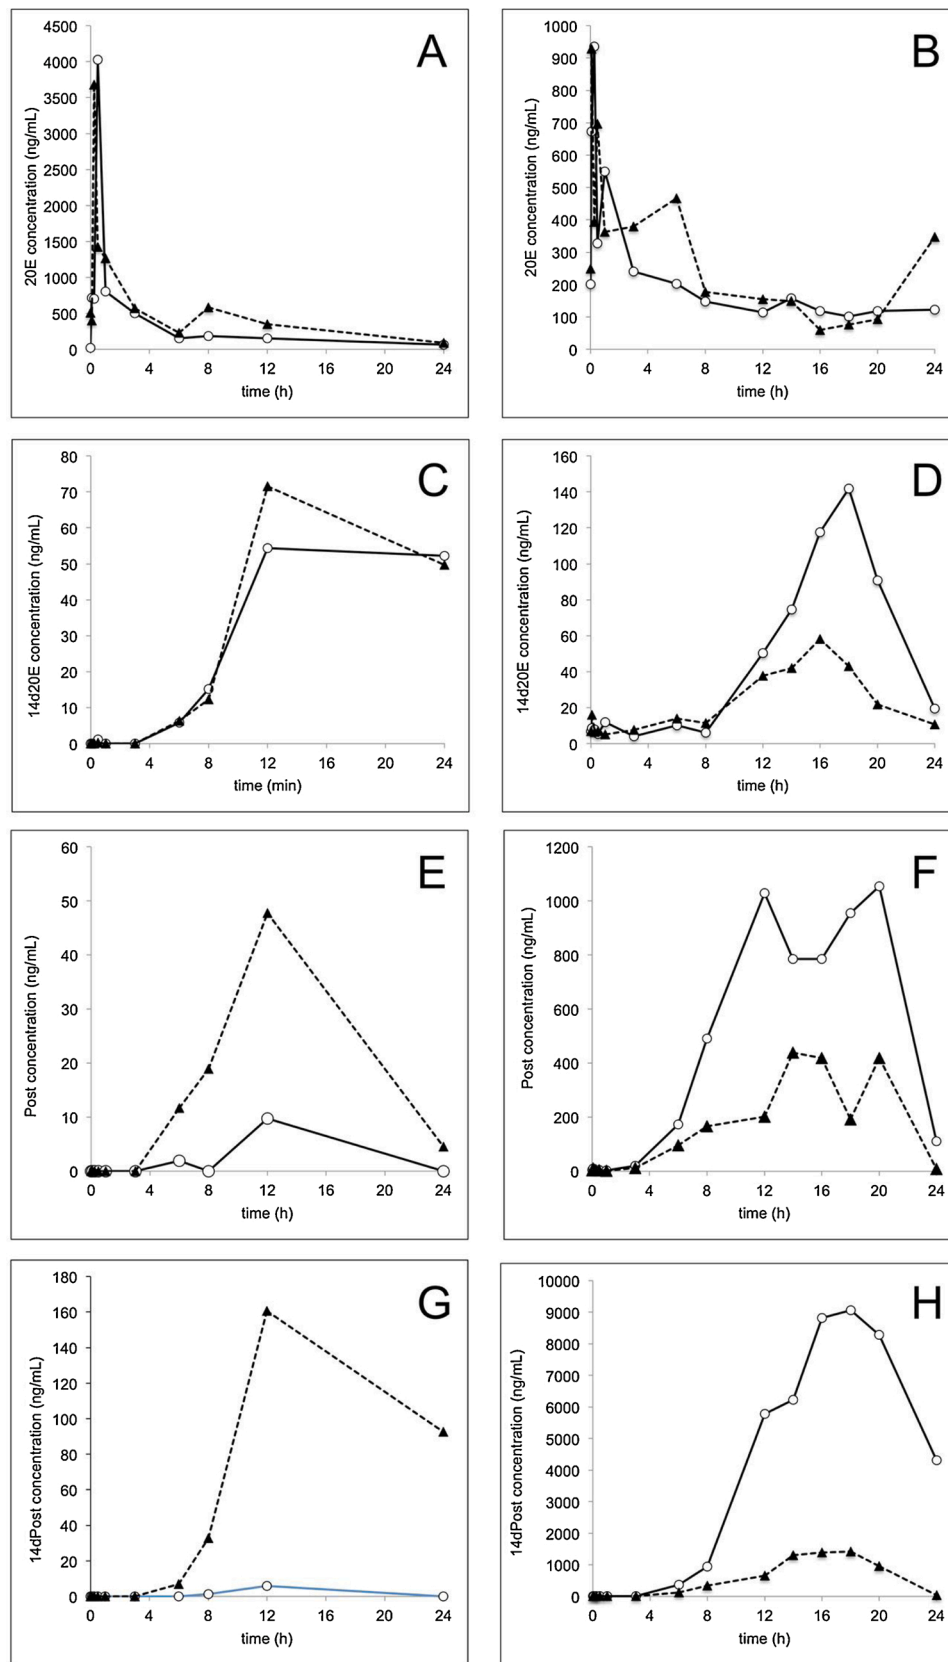 A
20E concentration (ng/mL)
4500
4000
3500
3000
2500
2000
1500
1000
500
0
0 4 8 12 16 20 24
time (h)
B
20E concentration (ng/mL)
1000
900
800
700
600
500
400
300
200
100
0
0 4 8 12 16 20 24
time (h)
C
14d20E concentration (ng/mL)
80
70
60
50
40
30
20
10
0
0 4 8 12 16 20 24
time (min)
D
14d20E concentration (ng/mL)
160
140
120
100
80
60
40
20
0
0 4 8 12 16 20 24
time (h)
E
Post concentration (ng/mL)
60
50
40
30
20
10
0
0 4 8 12 16 20 24
time (h)
F
Post concentration (ng/mL)
1200
1000
800
600
400
200
0
0 4 8 12 16 20 24
time (h)
G
14dPost concentration (ng/mL)
180
160
140
120
100
80
60
40
20
0
0 4 8 12 16 20 24
time (h)
H
14dPost concentration (ng/mL)
10000
9000
8000
7000
6000
5000
4000
3000
2000
1000
0
0 4 8 12 16 20 24
time (h)